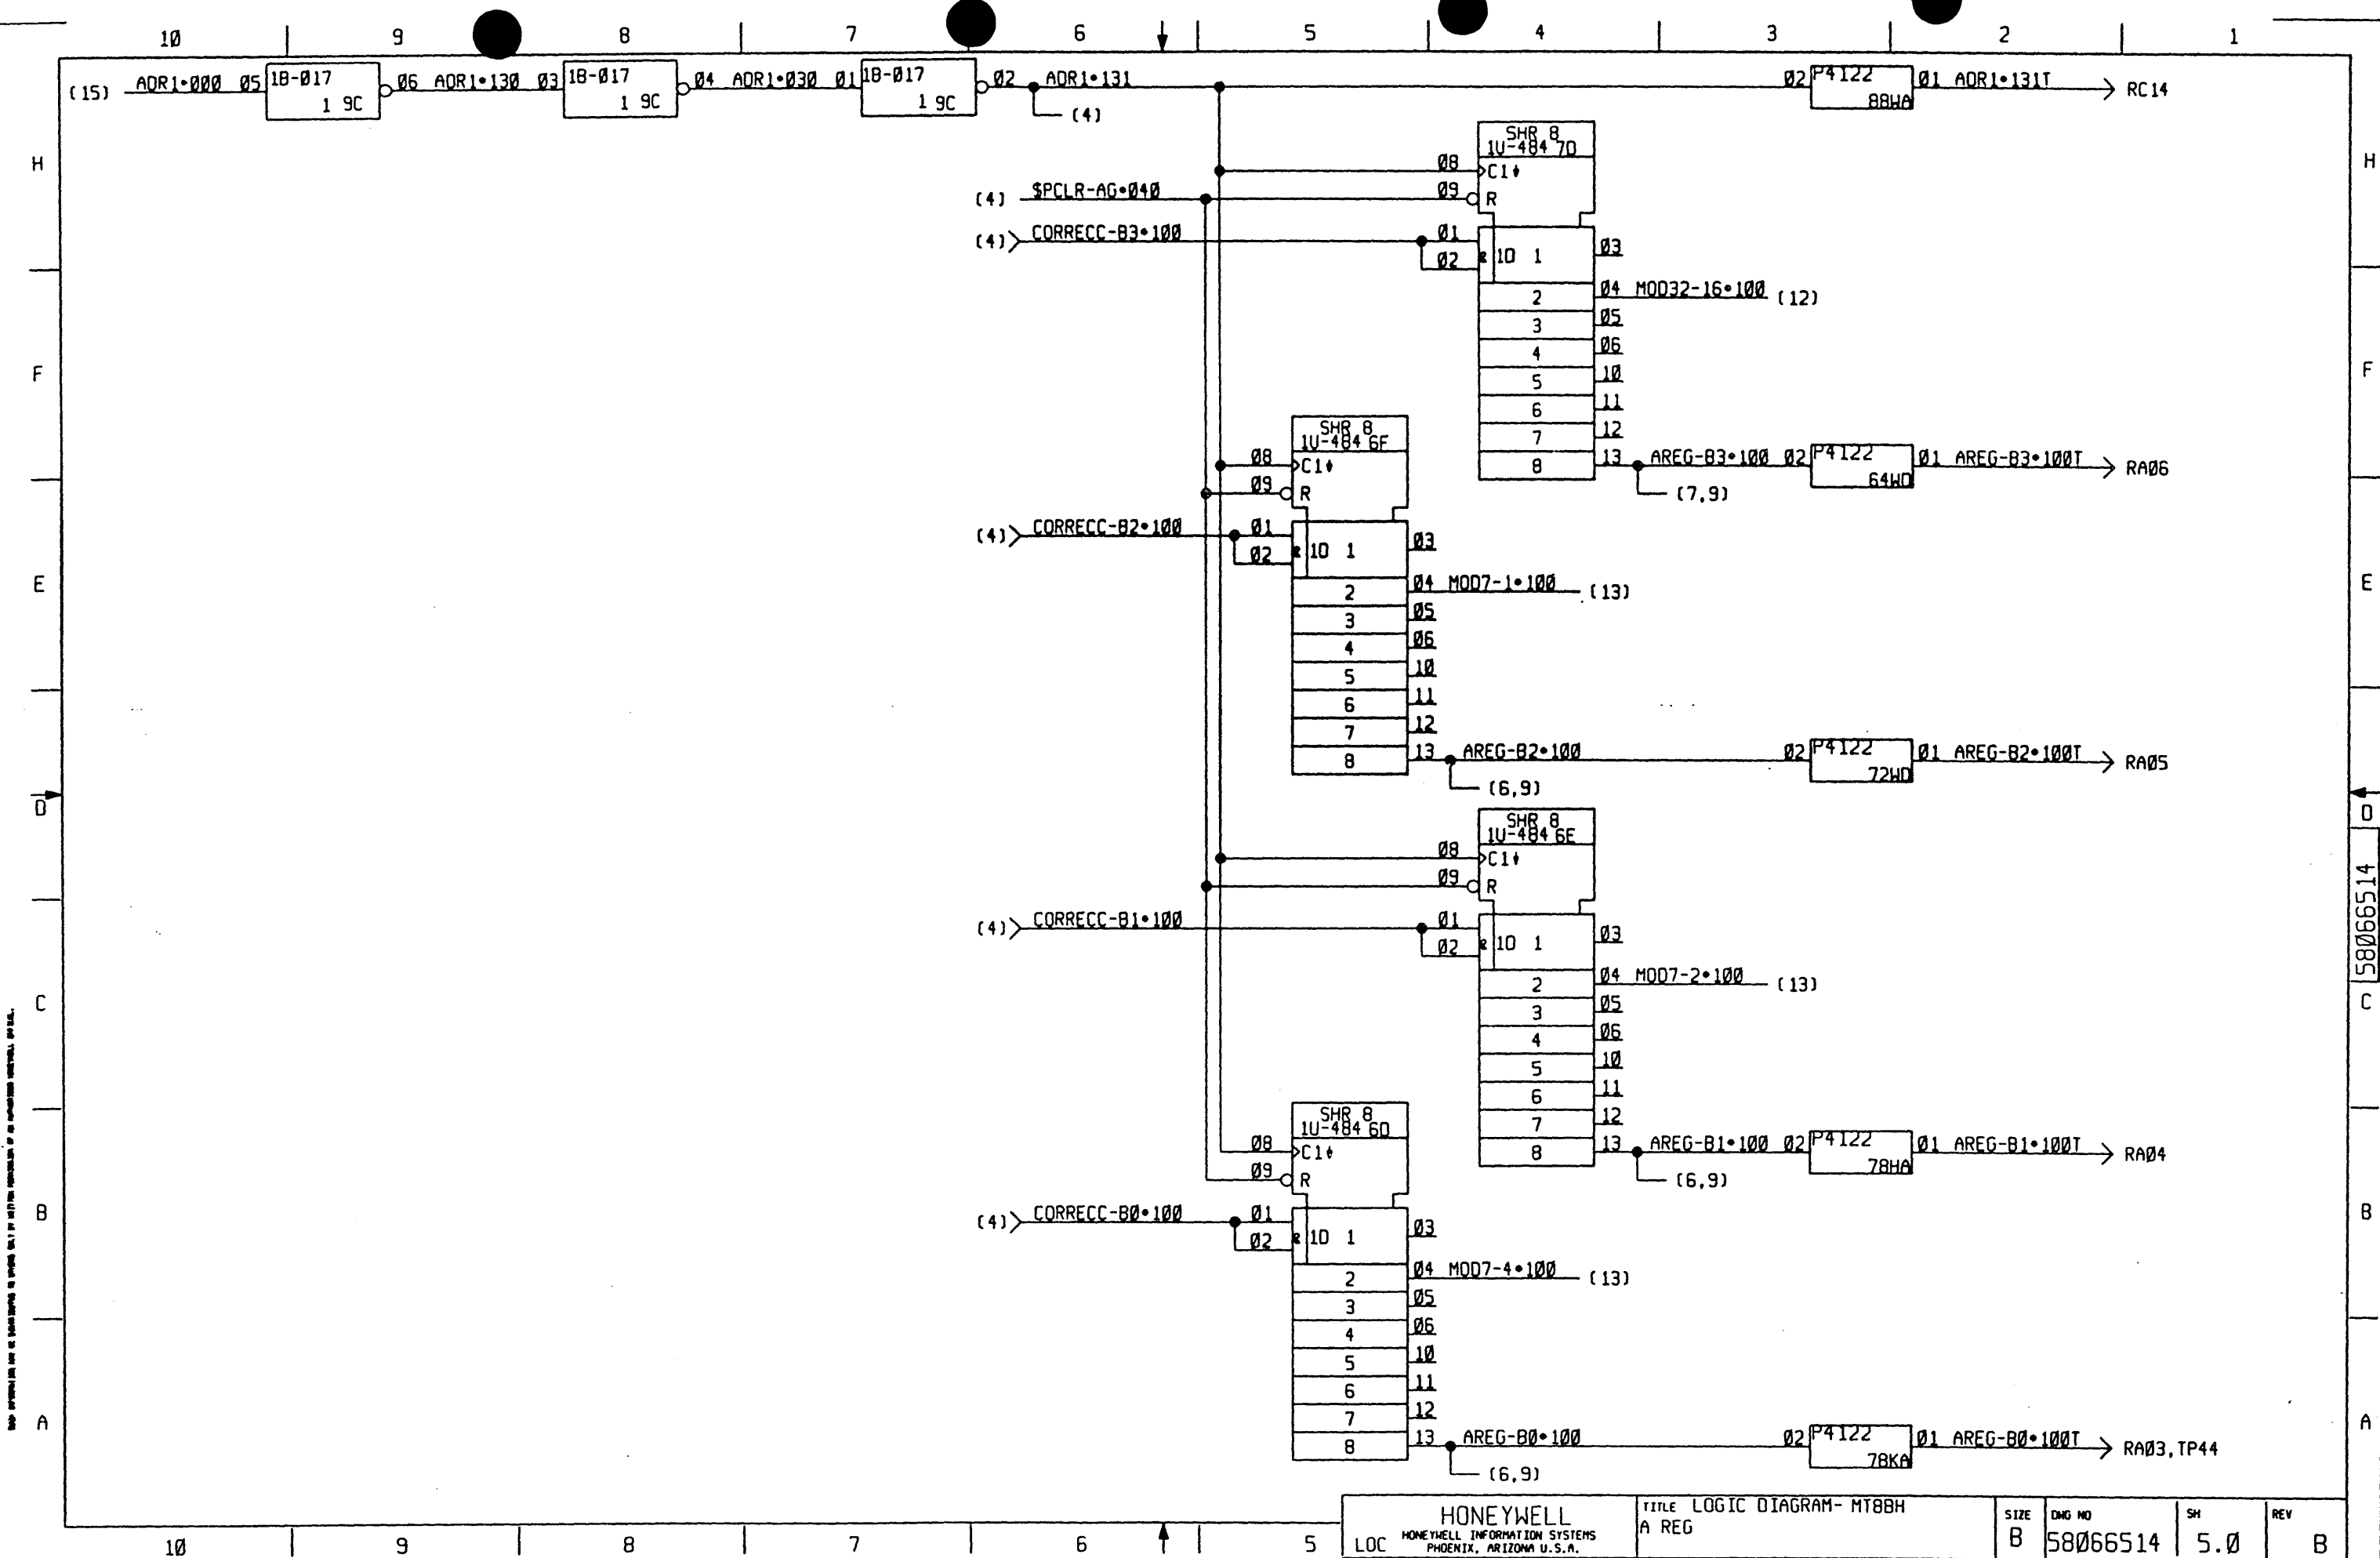 10 9 8 7 6 5 4 3 2 1
(15) ADR1•000 05 1B-017 1 9C 06 ADR1•130 03 1B-017 1 9C 04 ADR1•030 01 1B-017 1 9C 02 ADR1•131 02 P4122 88WA 01 ADR1•131T RC14
(4)
H H
SHR 8
1U-484 7D
08 C1
(4) $PCLR-AG•040 09 R
(4) CORRECC-B3•100 01
02 & 1D 1 03
2 04 MOD32-16•100 (12)
3 05
4 06
F F
5 10
6 11
7 12
8 13 AREG-B3•100 02 P4122 64WD 01 AREG-B3•100T RA06
(7,9)
SHR 8
1U-484 6F
08 C1
09 R
(4) CORRECC-B2•100 01
02 & 1D 1 03
E E
2 04 MOD7-1•100 (13)
3 05
4 06
5 10
6 11
7 12
8 13 AREG-B2•100 02 P4122 72WD 01 AREG-B2•100T RA05
(6,9)
D D
SHR 8
1U-484 6E
08 C1
09 R
(4) CORRECC-B1•100 01
02 & 1D 1 03
2 04 MOD7-2•100 (13)
58066514
C C
3 05
4 06
5 10
6 11
7 12
8 13 AREG-B1•100 02 P4122 78HA 01 AREG-B1•100T RA04
(6,9)
SHR 8
1U-484 6D
08 C1
09 R
B B
(4) CORRECC-B0•100 01
02 & 1D 1 03
2 04 MOD7-4•100 (13)
3 05
4 06
5 10
6 11
7 12
A A
8 13 AREG-B0•100 02 P4122 78KA 01 AREG-B0•100T RA03,TP44
(6,9)
10 9 8 7 6 5
LOC
HONEYWELL
HONEYWELL INFORMATION SYSTEMS
PHOENIX, ARIZONA U.S.A.
TITLE LOGIC DIAGRAM- MT8BH
A REG
SIZE
B
DWG NO
58066514
SH
5.0
REV
B